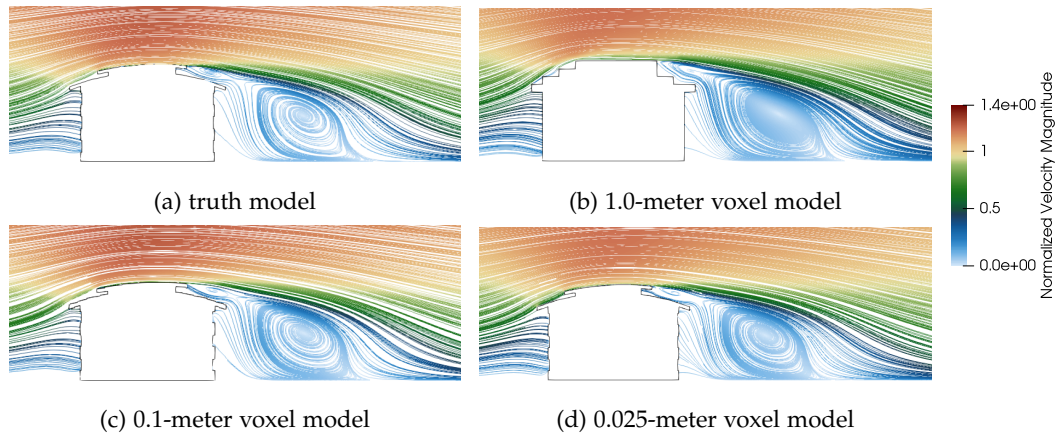 (a) truth model
(b) 1.0-meter voxel model
1.4e+00
1
0.5
0.0e+00
Normalized Velocity Magnitude
(c) 0.1-meter voxel model
(d) 0.025-meter voxel model